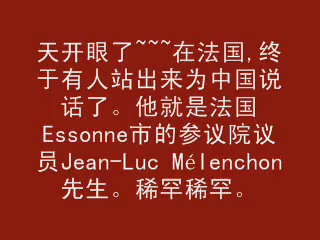 天开眼了~~~在法国,终
于有人站出来为中国说
话了。他就是法国
Essonne市的参议院议
员Jean-Luc Mélenchon
先生。稀罕稀罕。